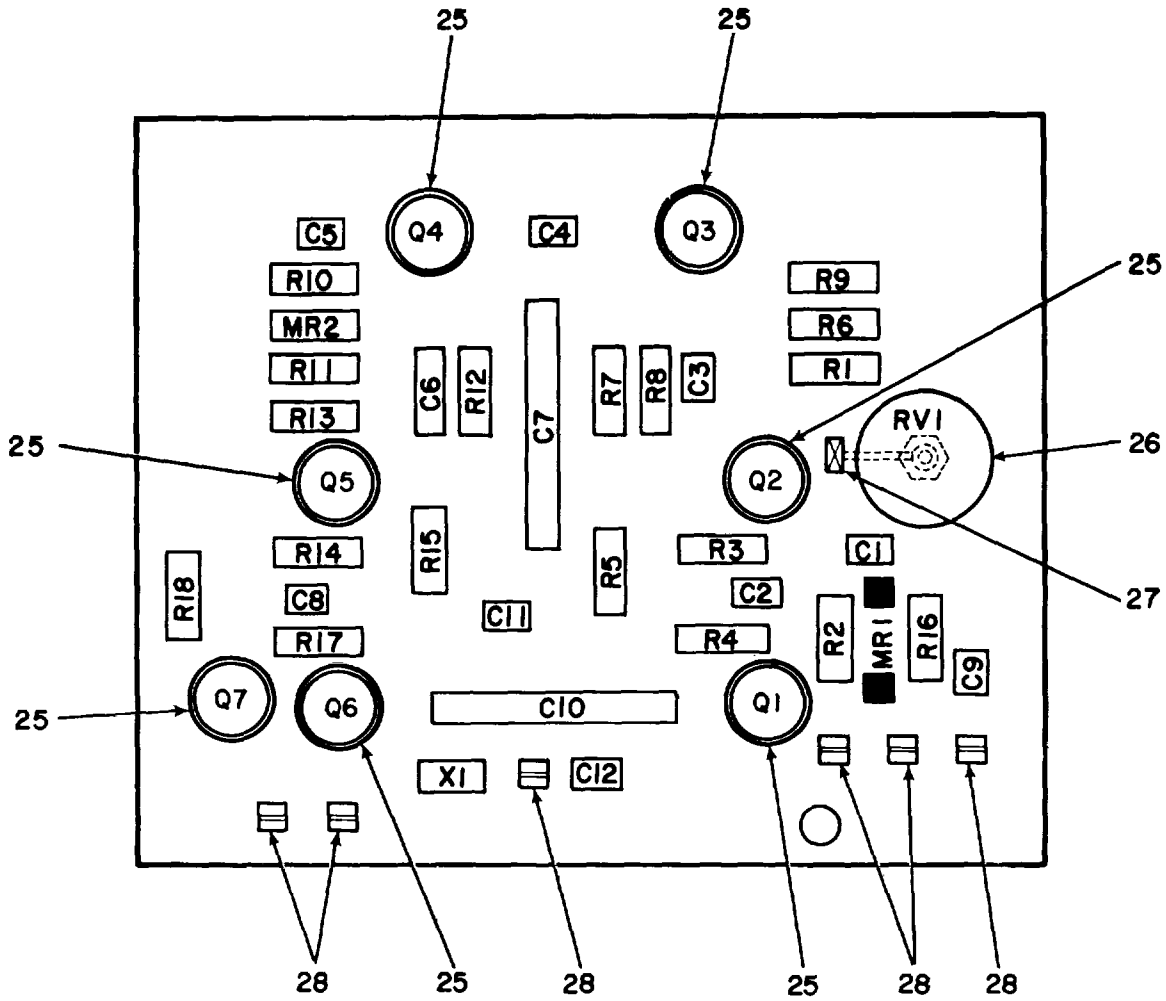 25 25
Q4 Q3
C5 C4
25
R10 R9
MR2 R6
R11 R1
C6 R12 C7 R7 R8 C3
R13 RV1
25 26
Q5 Q2
R15 R5
R14 R3 C1
R18 C8 C2 27
C11 R2 MR1 R16
R17 R4 C9
25 Q7 Q6 C10 Q1
X1 C12
28 25 28 25 28 28